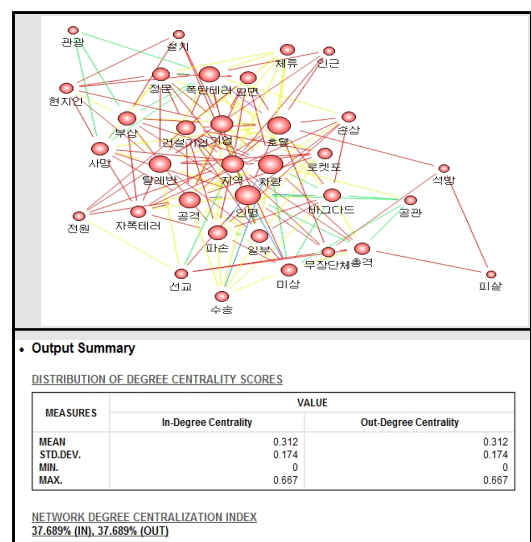 관광
설치
체류
인근
정문
폭탄테러
표면
현지인
부상
건설기업
기업
호텔
손상
사망
탈레반
지역
차량
로켓포
석방
전원
자폭테러
공격
인명
바그다드
공관
파손
일부
무장단체
총격
선교
미상
피살
수송
• Output Summary
DISTRIBUTION OF DEGREE CENTRALITY SCORES
MEASURES
VALUE
In-Degree Centrality Out-Degree Centrality
MEAN 0.312 0.312
STD.DEV. 0.174 0.174
MIN. 0 0
MAX. 0.667 0.667
NETWORK DEGREE CENTRALIZATION INDEX
37.689% (IN), 37.689% (OUT)